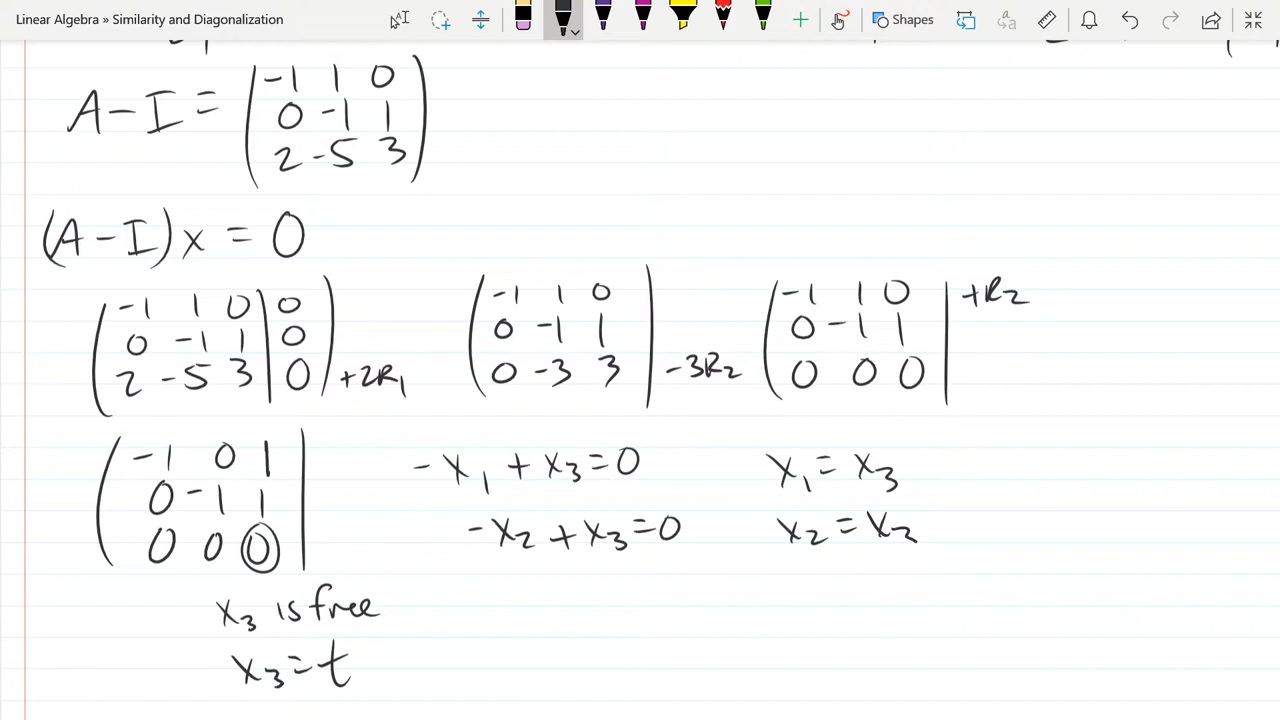 Linear Algebra » Similarity and Diagonalization
Shapes
A-I = (-1 1 0
0 -1 1
2 -5 3)
(A-I)x = 0
(-1 1 0 | 0
0 -1 1 | 0
2 -5 3 | 0) +2R1
(-1 1 0 |
0 -1 1 |
0 -3 3 | -3R2
(-1 1 0 | +R2
0 -1 1 |
0 0 0 |
(-1 0 1 |
0 -1 1 |
0 0 0 |
-x1 + x3 = 0
-x2 + x3 = 0
x1 = x3
x2 = x3
x3 is free
x3 = t